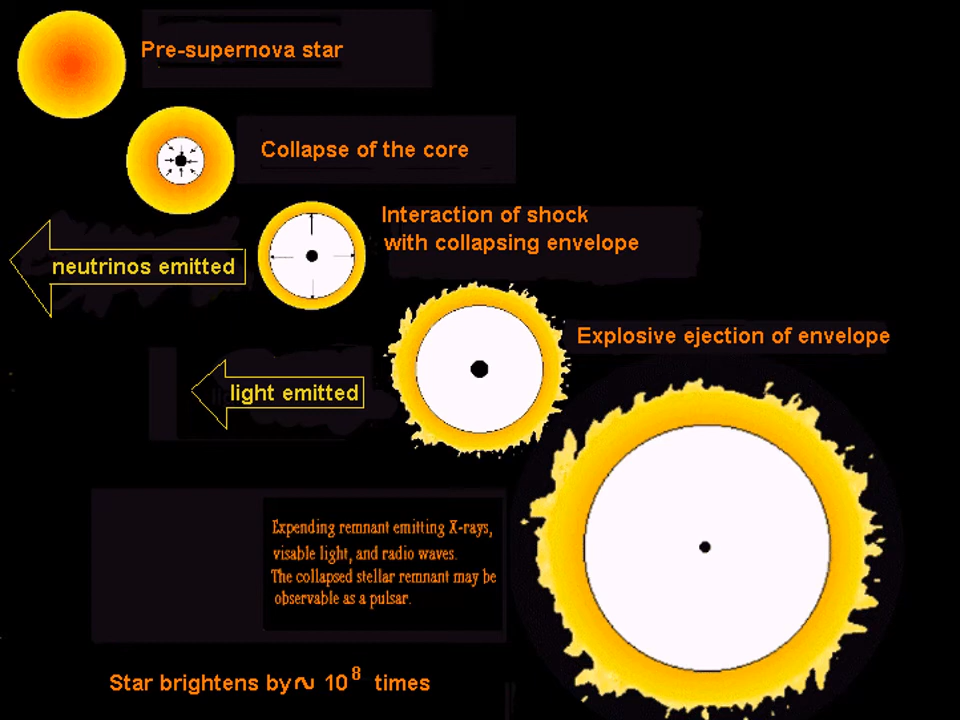 Pre-supernova star
Collapse of the core
Interaction of shock
with collapsing envelope
neutrinos emitted
Explosive ejection of envelope
light emitted
Expending remnant emitting X-rays,
visable light, and radio waves.
The collapsed stellar remnant may be
observable as a pulsar.
Star brightens by ~ 10⁸ times